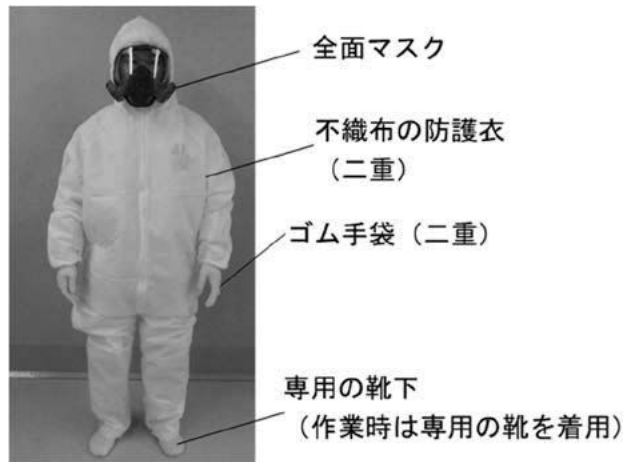 全面マスク
不織布の防護衣
（二重）
ゴム手袋（二重）
専用の靴下
（作業時は専用の靴を着用）